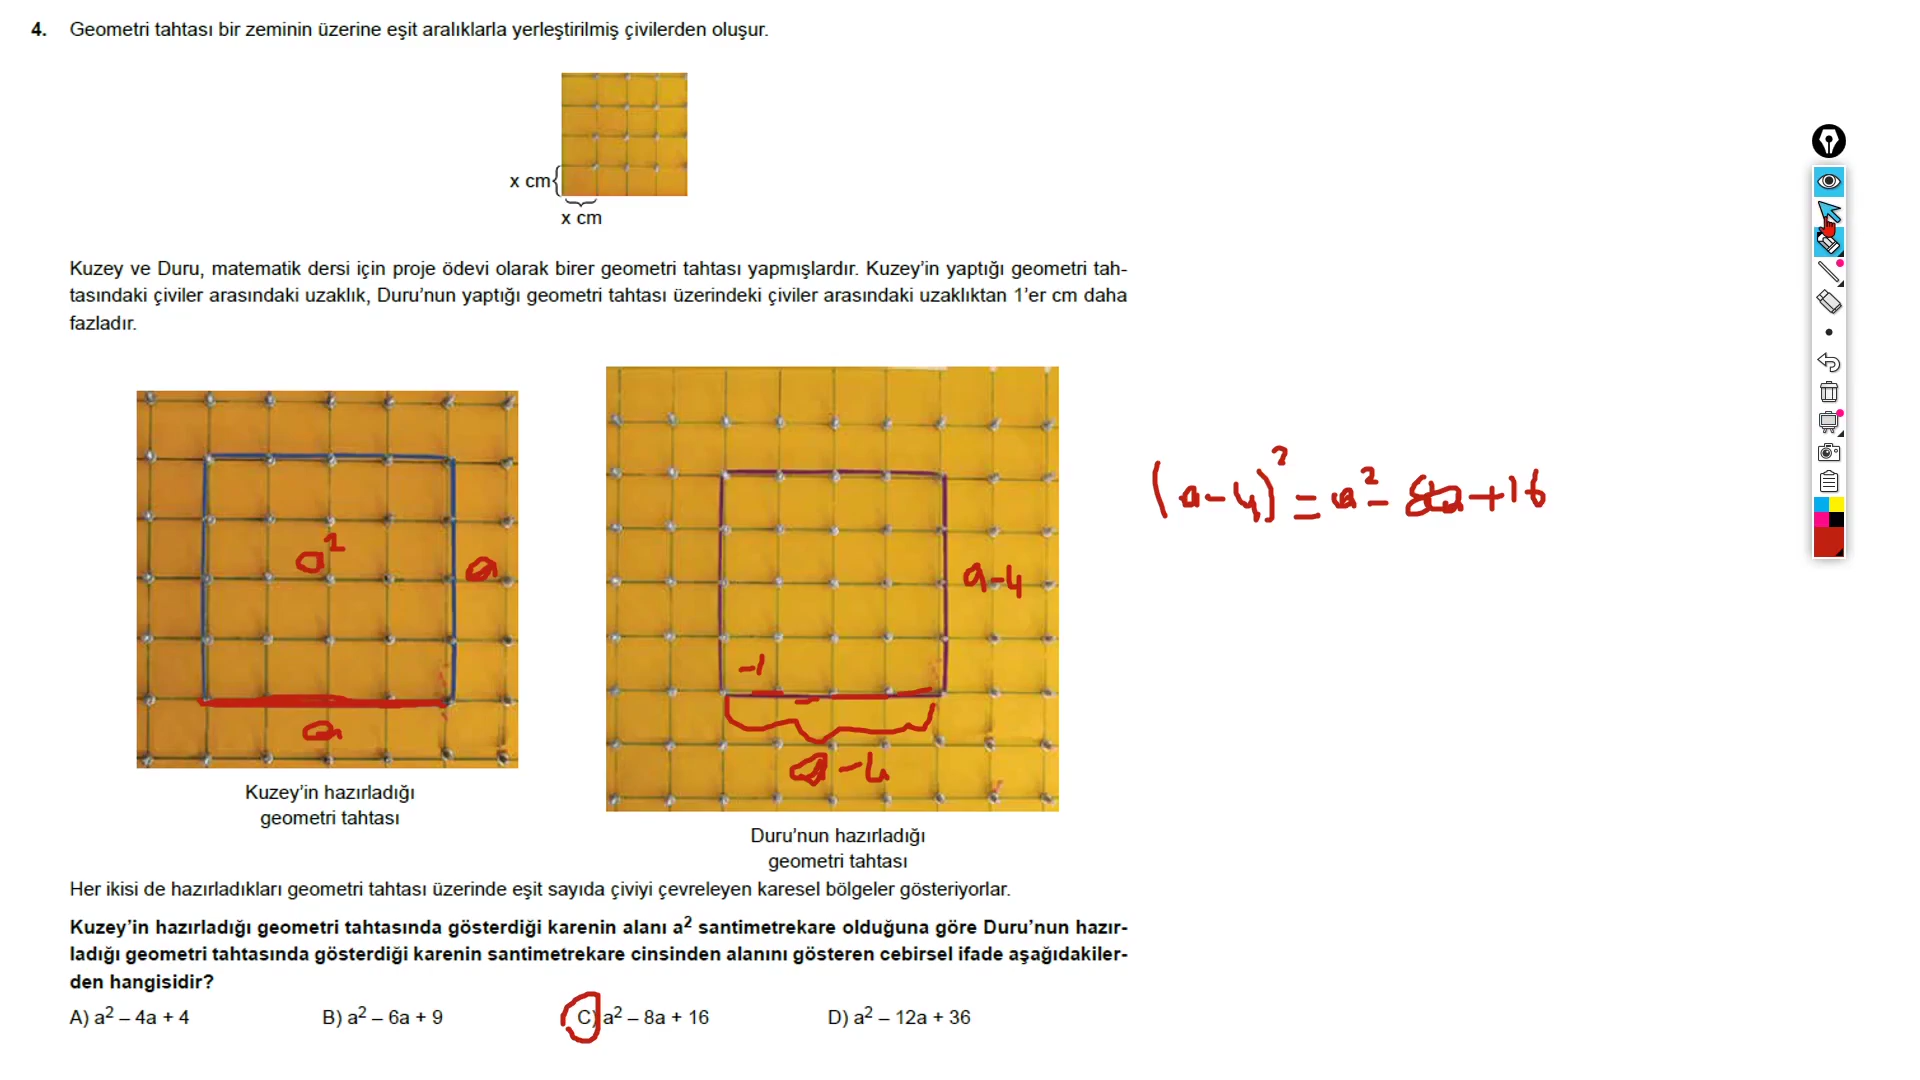 4. Geometri tahtası bir zeminin üzerine eşit aralıklarla yerleştirilmiş çivilerden oluşur.
x cm
x cm
Kuzey ve Duru, matematik dersi için proje ödevi olarak birer geometri tahtası yapmışlardır. Kuzey’in yaptığı geometri tah-
tasındaki çiviler arasındaki uzaklık, Duru’nun yaptığı geometri tahtası üzerindeki çiviler arasındaki uzaklıktan 1’er cm daha
fazladır.
a²
a
a
a-4
-1
a-4
(a-4)² = a² - 8a + 16
Kuzey’in hazırladığı
geometri tahtası
Duru’nun hazırladığı
geometri tahtası
Her ikisi de hazırladıkları geometri tahtası üzerinde eşit sayıda çiviyi çevreleyen karesel bölgeler gösteriyorlar.
Kuzey’in hazırladığı geometri tahtasında gösterdiği karenin alanı a² santimetrekare olduğuna göre Duru’nun hazır-
ladığı geometri tahtasında gösterdiği karenin santimetrekare cinsinden alanını gösteren cebirsel ifade aşağıdakiler-
den hangisidir?
A) a² – 4a + 4 B) a² – 6a + 9 C) a² – 8a + 16 D) a² – 12a + 36